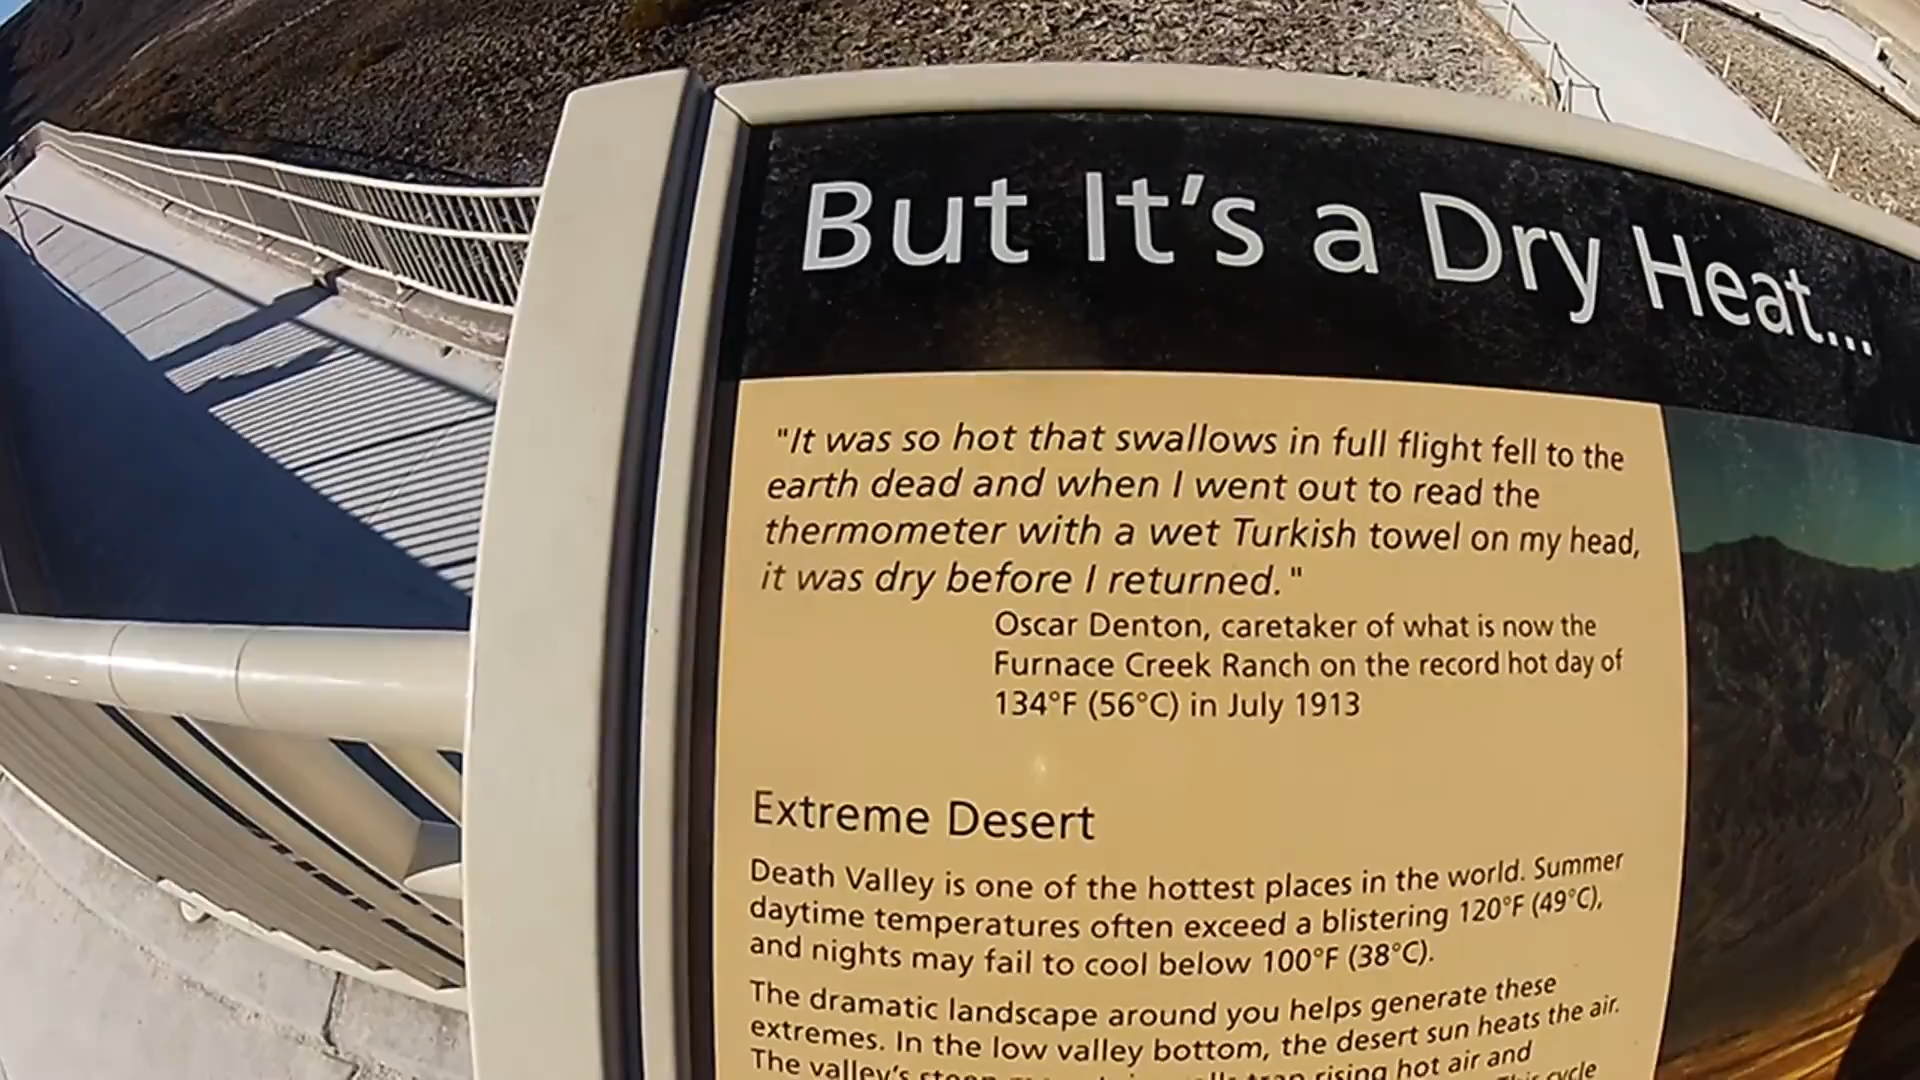 But It's a Dry Heat...
"It was so hot that swallows in full flight fell to the
earth dead and when I went out to read the
thermometer with a wet Turkish towel on my head,
it was dry before I returned."
Oscar Denton, caretaker of what is now the
Furnace Creek Ranch on the record hot day of
134°F (56°C) in July 1913
Extreme Desert
Death Valley is one of the hottest places in the world. Summer
daytime temperatures often exceed a blistering 120°F (49°C),
and nights may fail to cool below 100°F (38°C).
The dramatic landscape around you helps generate these
extremes. In the low valley bottom, the desert sun heats the air.
The valley's rising hot air and
cycle